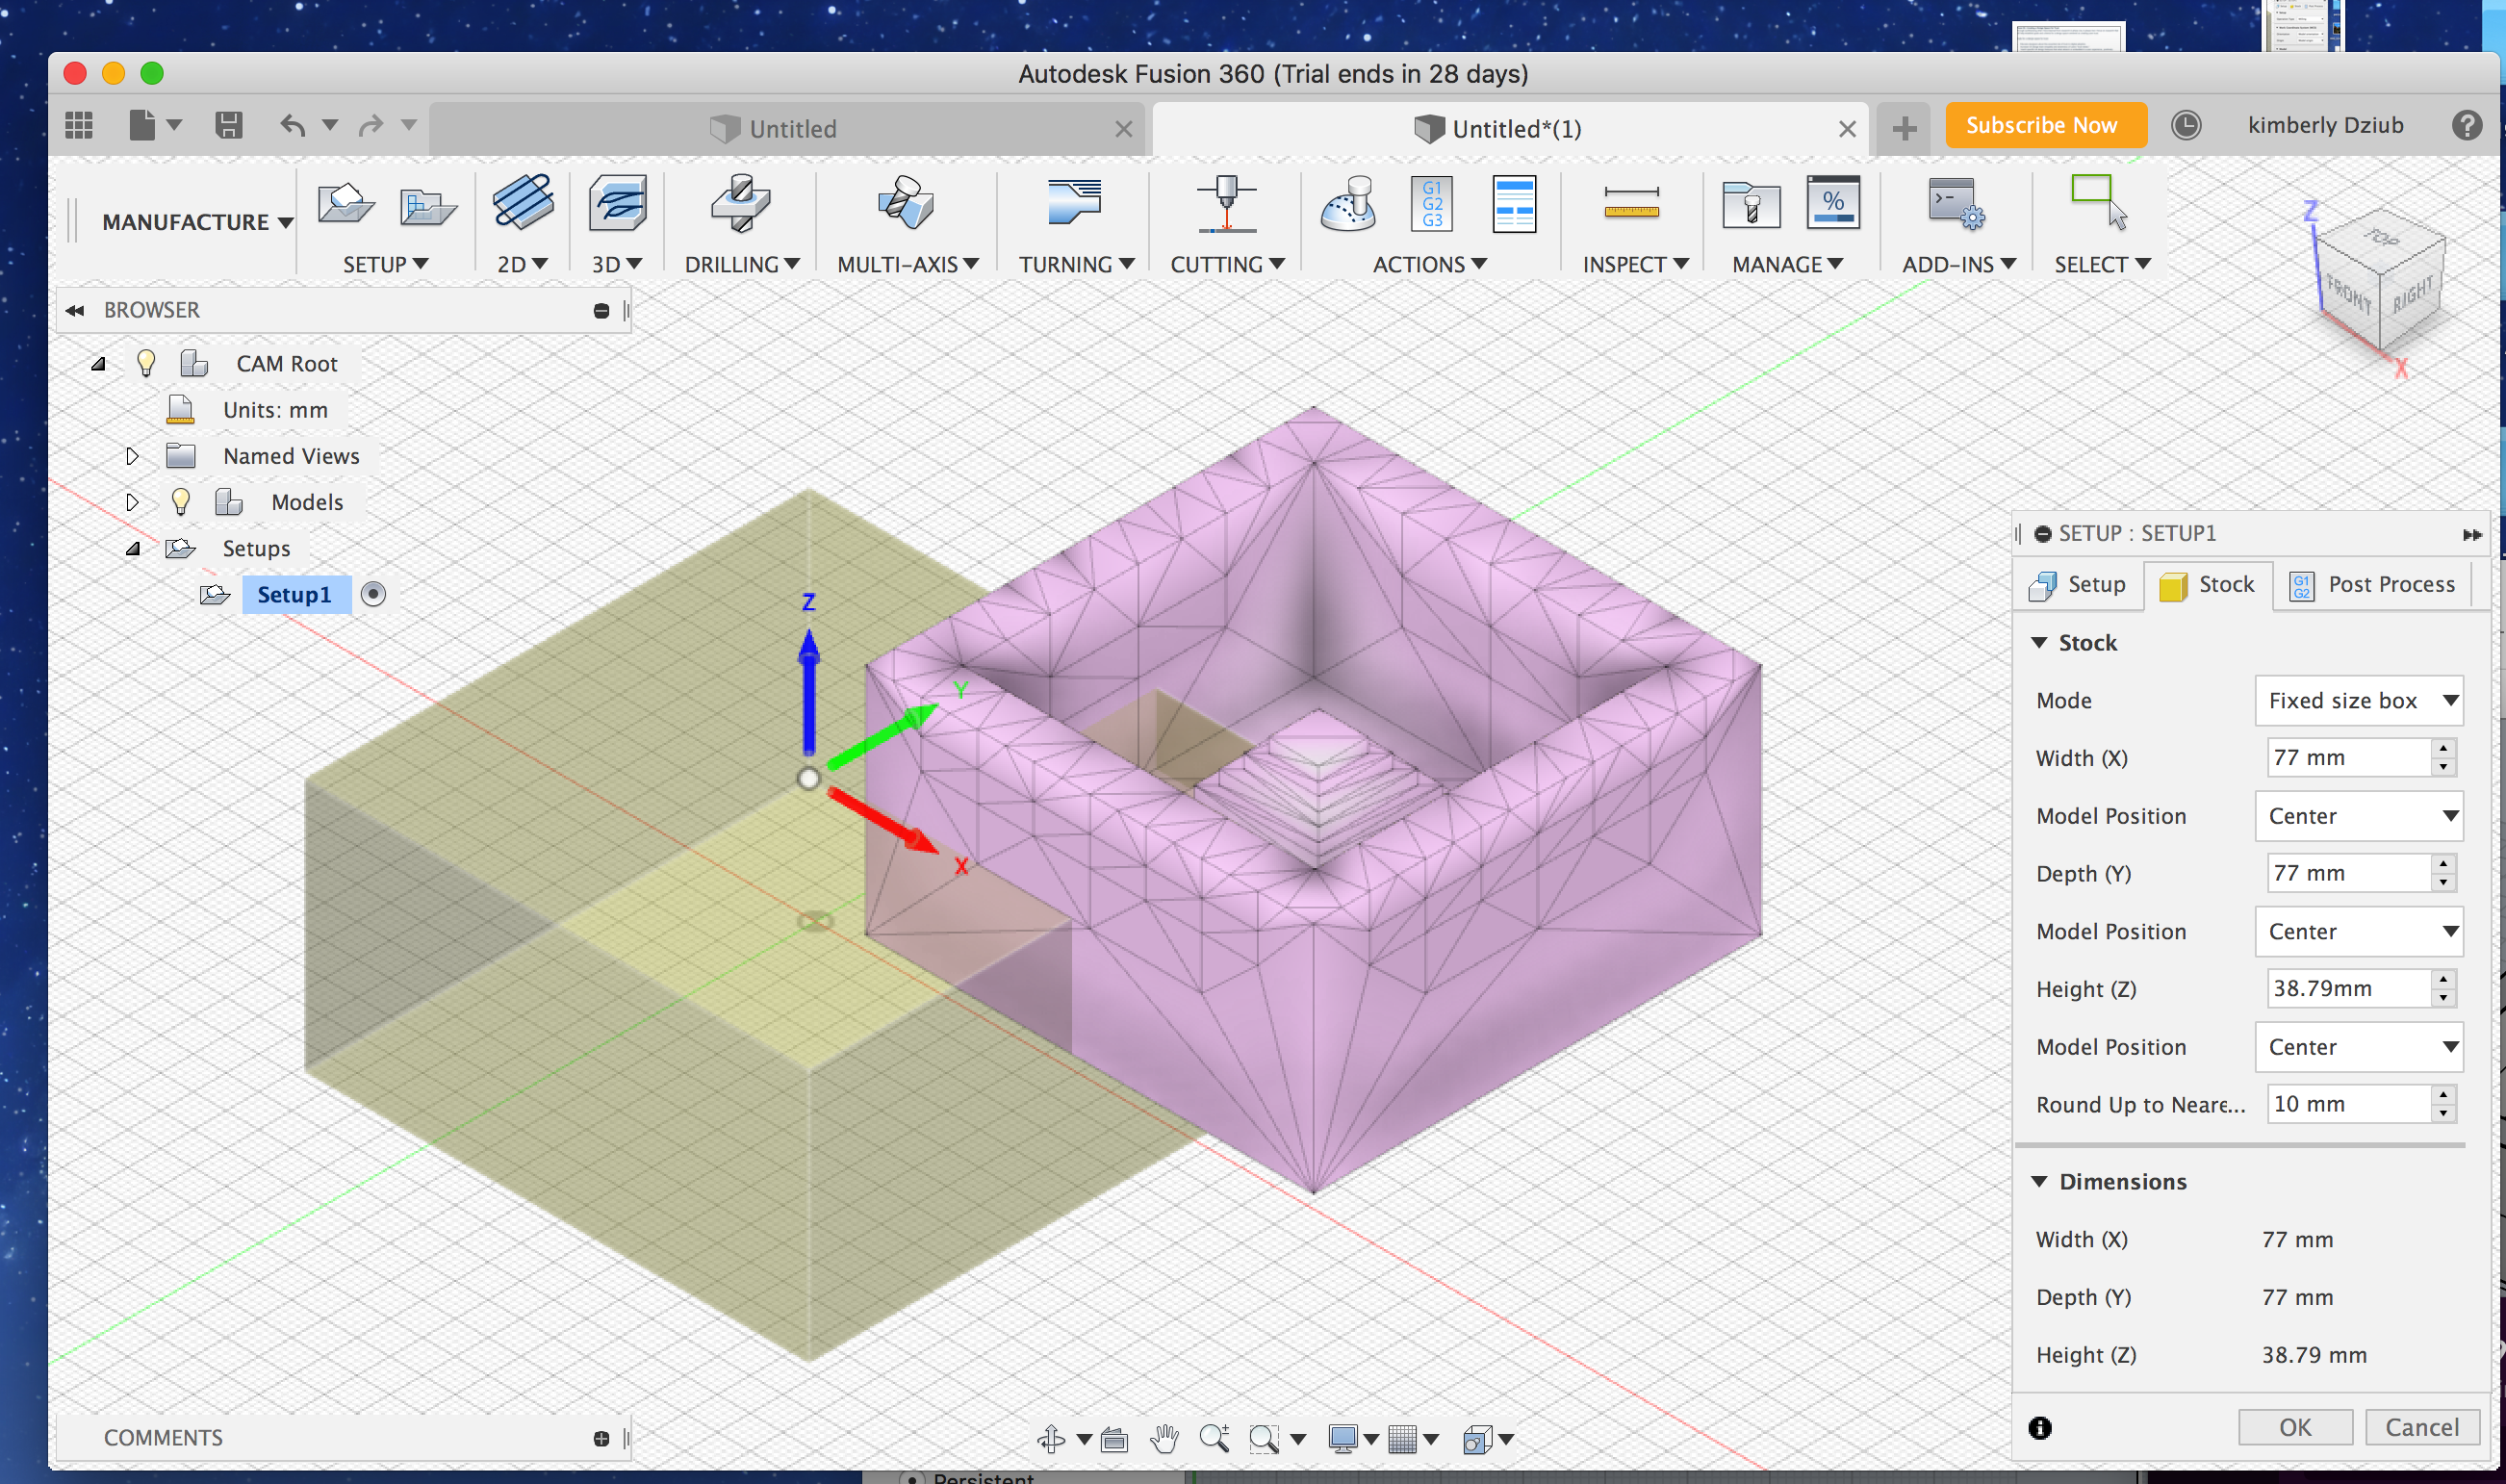 Autodesk Fusion 360 (Trial ends in 28 days)
Untitled
Untitled*(1)
Subscribe Now
kimberly Dziub
MANUFACTURE
SETUP
2D
3D
DRILLING
MULTI-AXIS
TURNING
CUTTING
G1
G2
G3
ACTIONS
INSPECT
%
MANAGE
ADD-INS
SELECT
Z
TOP
FRONT
RIGHT
X
BROWSER
CAM Root
Units: mm
Named Views
Models
Setups
Setup1
Z
Y
X
SETUP : SETUP1
Setup
Stock
G1
G2
Post Process
Stock
Mode
Fixed size box
Width (X)
77 mm
Model Position
Center
Depth (Y)
77 mm
Model Position
Center
Height (Z)
38.79mm
Model Position
Center
Round Up to Neare...
10 mm
Dimensions
Width (X)
77 mm
Depth (Y)
77 mm
Height (Z)
38.79 mm
OK
Cancel
COMMENTS
Persistent